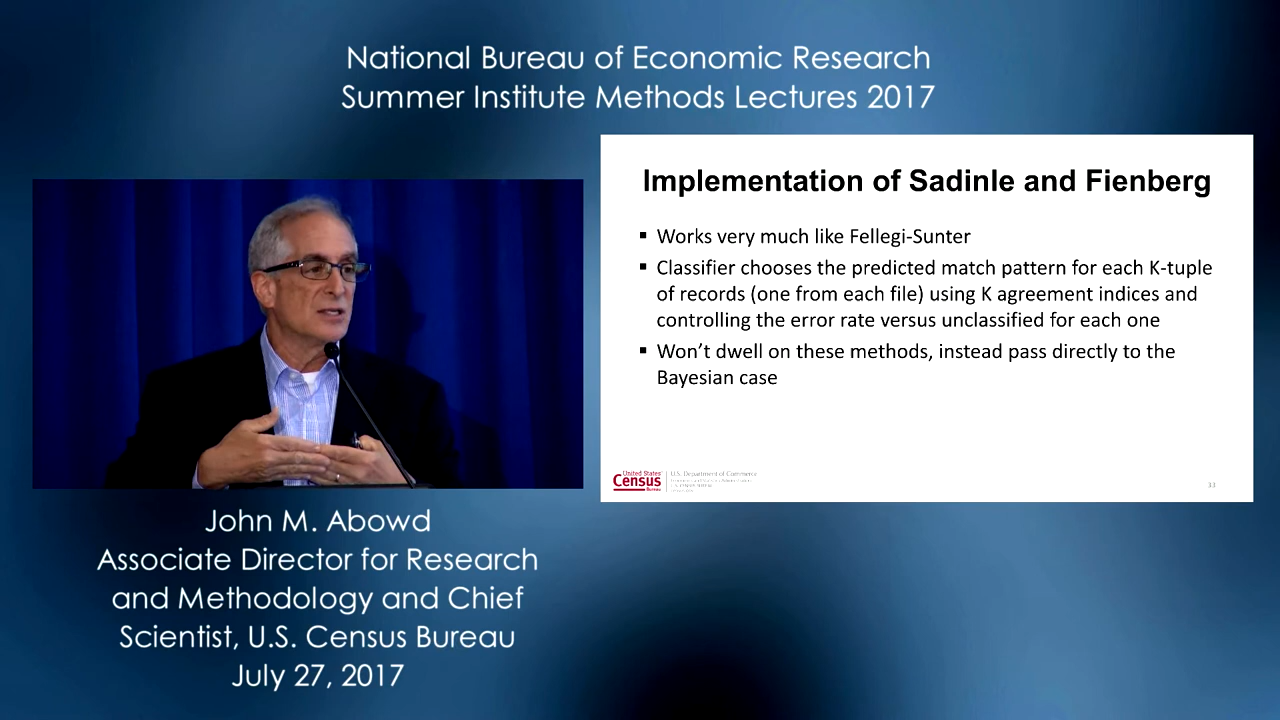 National Bureau of Economic Research
Summer Institute Methods Lectures 2017
Implementation of Sadinle and Fienberg
▪ Works very much like Fellegi-Sunter
▪ Classifier chooses the predicted match pattern for each K-tuple
of records (one from each file) using K agreement indices and
controlling the error rate versus unclassified for each one
▪ Won’t dwell on these methods, instead pass directly to the
Bayesian case
United States
Census
Bureau
U.S. Department of Commerce
33
John M. Abowd
Associate Director for Research
and Methodology and Chief
Scientist, U.S. Census Bureau
July 27, 2017